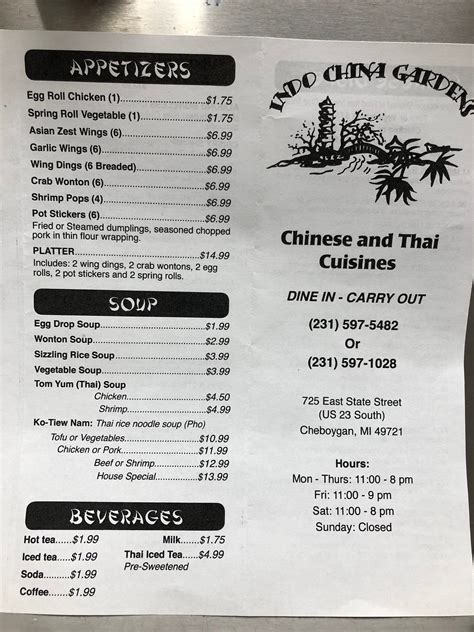 APPETIZERS
Egg Roll Chicken (1)....................$1.75
Spring Roll Vegetable (1)............$1.75
Asian Zest Wings (6)...................$6.99
Garlic Wings (6)..........................$6.99
Wing Dings (6 Breaded)..............$6.99
Crab Wonton (6)..........................$6.99
Shrimp Pops (4)...........................$6.99
Pot Stickers (6)............................$6.99
Fried or Steamed dumplings, seasoned chopped
pork in thin flour wrapping.
PLATTER....................................$14.99
Includes: 2 wing dings, 2 crab wontons, 2 egg
rolls, 2 pot stickers and 2 spring rolls.
SOUP
Egg Drop Soup............................$1.99
Wonton Soup...............................$2.99
Sizzling Rice Soup......................$3.99
Vegetable Soup............................$3.99
Tom Yum (Thai) Soup
Chicken....................$4.50
Shrimp.....................$4.99
Ko-Tiew Nam: Thai rice noodle soup (Pho)
Tofu or Vegetables....................$10.99
Chicken or Pork....................$11.99
Beef or Shrimp..............$12.99
House Special..............$13.99
BEVERAGES
Hot tea......$1.99
Iced tea.....$1.99
Soda..........$1.99
Coffee.......$1.99
Milk.........$1.75
Thai Iced Tea......$4.99
Pre-Sweetened
INDO CHINA GARDENS
Chinese and Thai
Cuisines
DINE IN - CARRY OUT
(231) 597-5482
Or
(231) 597-1028
725 East State Street
(US 23 South)
Cheboygan, MI 49721
Hours:
Mon - Thurs: 11:00 - 8 pm
Fri: 11:00 - 9 pm
Sat: 11:00 - 8 pm
Sunday: Closed